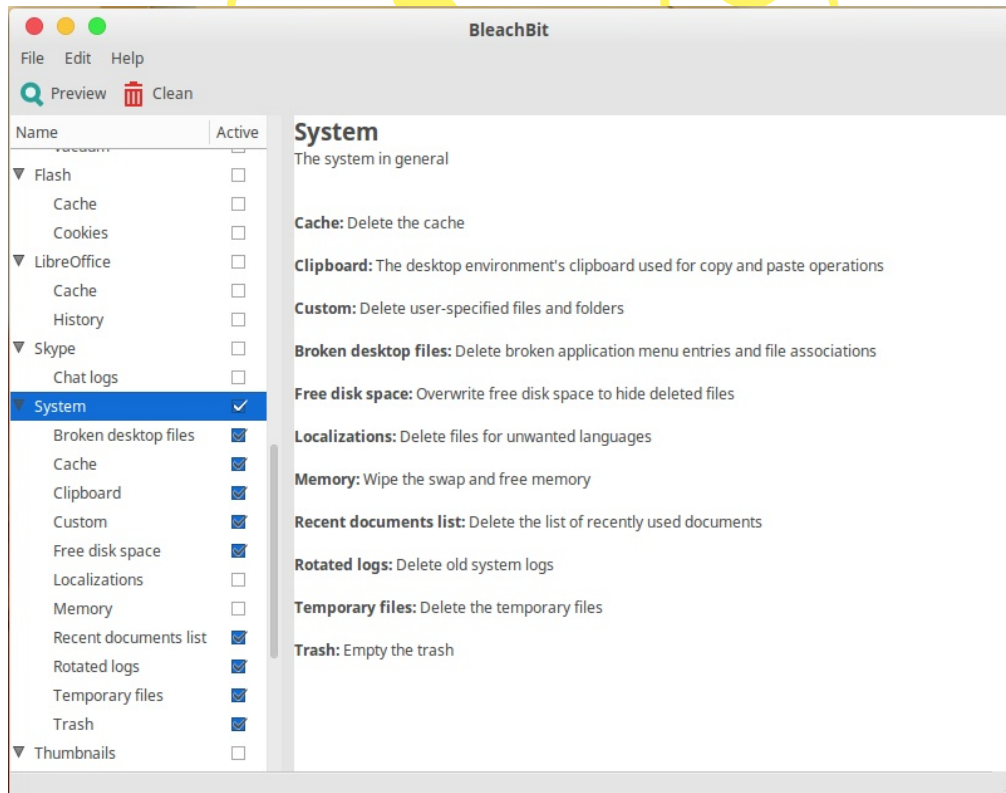 BleachBit
File Edit Help
Preview Clean
Name Active
Flash
Cache
Cookies
LibreOffice
Cache
History
Skype
Chat logs
System
Broken desktop files
Cache
Clipboard
Custom
Free disk space
Localizations
Memory
Recent documents list
Rotated logs
Temporary files
Trash
Thumbnails
System
The system in general
Cache: Delete the cache
Clipboard: The desktop environment's clipboard used for copy and paste operations
Custom: Delete user-specified files and folders
Broken desktop files: Delete broken application menu entries and file associations
Free disk space: Overwrite free disk space to hide deleted files
Localizations: Delete files for unwanted languages
Memory: Wipe the swap and free memory
Recent documents list: Delete the list of recently used documents
Rotated logs: Delete old system logs
Temporary files: Delete the temporary files
Trash: Empty the trash